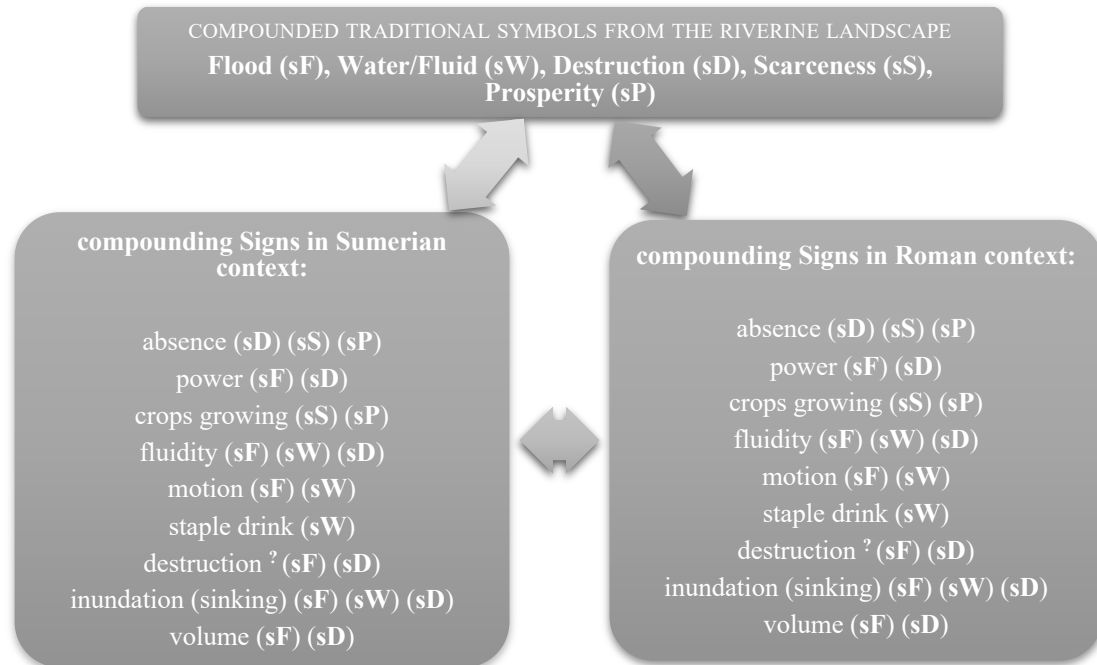 COMPOUNDED TRADITIONAL SYMBOLS FROM THE RIVERINE LANDSCAPE
Flood (sF), Water/Fluid (sW), Destruction (sD), Scarceness (sS),
Prosperity (sP)
compounding Signs in Sumerian
context:
absence (sD) (sS) (sP)
power (sF) (sD)
crops growing (sS) (sP)
fluidity (sF) (sW) (sD)
motion (sF) (sW)
staple drink (sW)
destruction ? (sF) (sD)
inundation (sinking) (sF) (sW) (sD)
volume (sF) (sD)
compounding Signs in Roman context:
absence (sD) (sS) (sP)
power (sF) (sD)
crops growing (sS) (sP)
fluidity (sF) (sW) (sD)
motion (sF) (sW)
staple drink (sW)
destruction ? (sF) (sD)
inundation (sinking) (sF) (sW) (sD)
volume (sF) (sD)